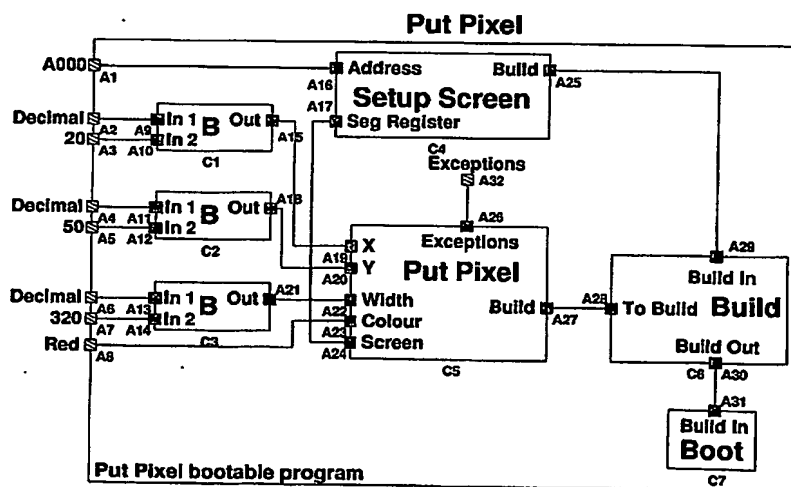 Put Pixel
A000
A1
A16
Address
Build
A25
Setup Screen
A17
Seg Register
C4
Decimal
A2
A9
In 1
B
Out
A15
20
A3
A10
In 2
C1
Exceptions
A32
Decimal
A4
A11
In 1
B
Out
A18
50
A5
A12
In 2
C2
A26
Exceptions
X
A19
Put Pixel
Y
A20
A29
Build In
Decimal
A6
A13
In 1
B
Out
A21
Width
A22
Build
A27
A28
To Build
Build
320
A7
A14
In 2
C3
Colour
A23
Red
A8
Screen
A24
C5
Build Out
C6
A30
A31
Build In
Boot
C7
Put Pixel bootable program